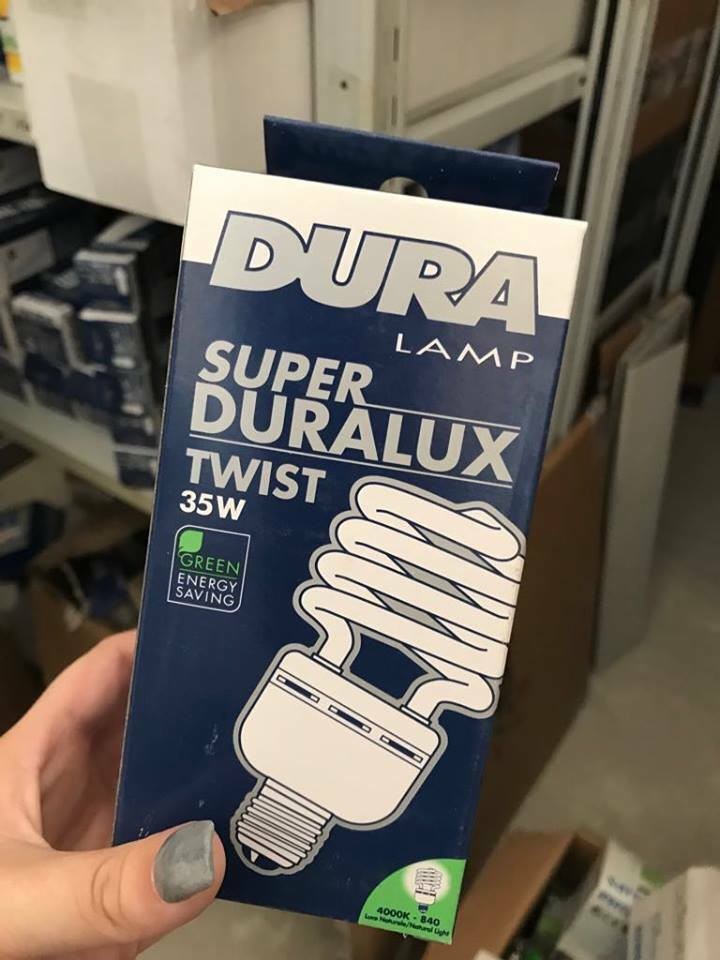 DURA
LAMP
SUPER
DURALUX
TWIST
35W
GREEN
ENERGY
SAVING
4000K - 840
Luce Naturale/Natural Light